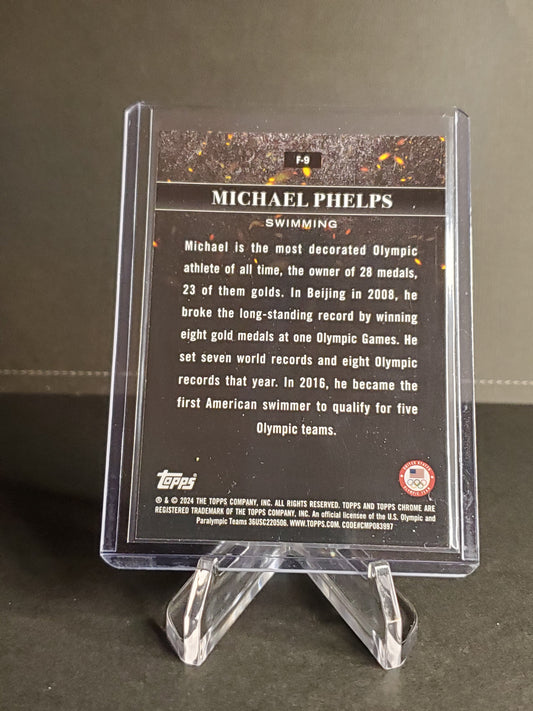 F-9
MICHAEL PHELPS
SWIMMING
Michael is the most decorated Olympic
athlete of all time, the owner of 28 medals,
23 of them golds. In Beijing in 2008, he
broke the long-standing record by winning
eight gold medals at one Olympic Games. He
set seven world records and eight Olympic
records that year. In 2016, he became the
first American swimmer to qualify for five
Olympic teams.
Topps
UNITED STATES
OLYMPIC TEAM
® & © 2024 THE TOPPS COMPANY, INC. ALL RIGHTS RESERVED. TOPPS AND TOPPS CHROME ARE
REGISTERED TRADEMARK OF THE TOPPS COMPANY, INC. An official licensee of the U.S. Olympic and
Paralympic Teams 36USC220506. WWW.TOPPS.COM. CODE#CMP083997